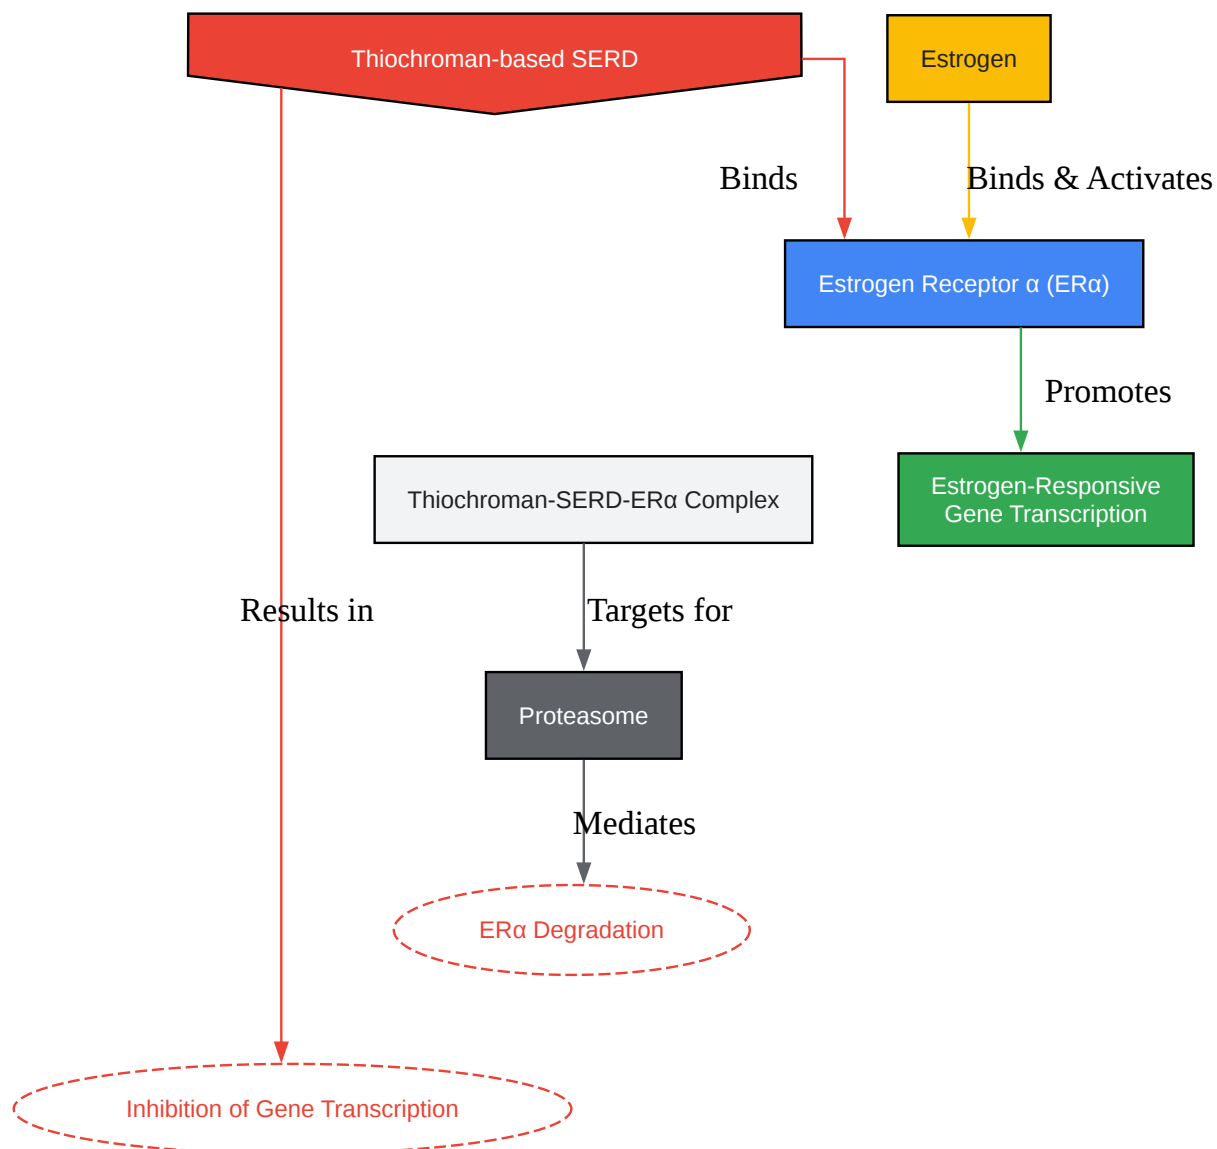 Thiochroman-based SERD
Estrogen
Binds
Binds & Activates
Estrogen Receptor α (ERα)
Promotes
Thiochroman-SERD-ERα Complex
Estrogen-Responsive
Gene Transcription
Results in
Targets for
Proteasome
Mediates
ERα Degradation
Inhibition of Gene Transcription